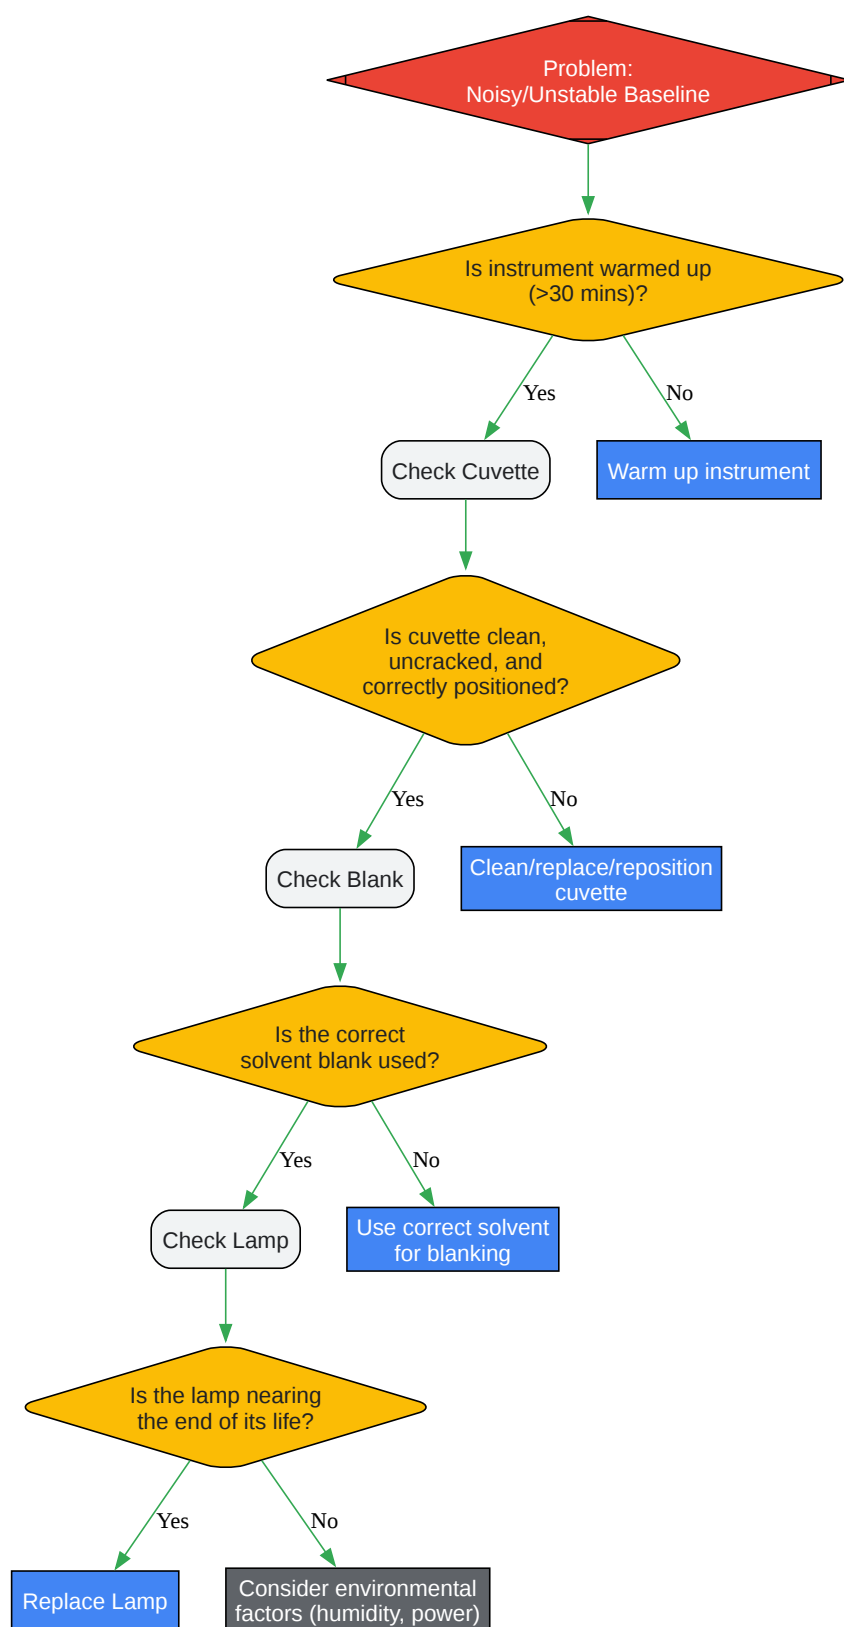 Problem:
Noisy/Unstable Baseline
Is instrument warmed up
(>30 mins)?
Yes
No
Check Cuvette
Warm up instrument
Is cuvette clean,
uncracked, and
correctly positioned?
Yes
No
Check Blank
Clean/replace/reposition
cuvette
Is the correct
solvent blank used?
Yes
No
Check Lamp
Use correct solvent
for blanking
Is the lamp nearing
the end of its life?
Yes
No
Replace Lamp
Consider environmental
factors (humidity, power)